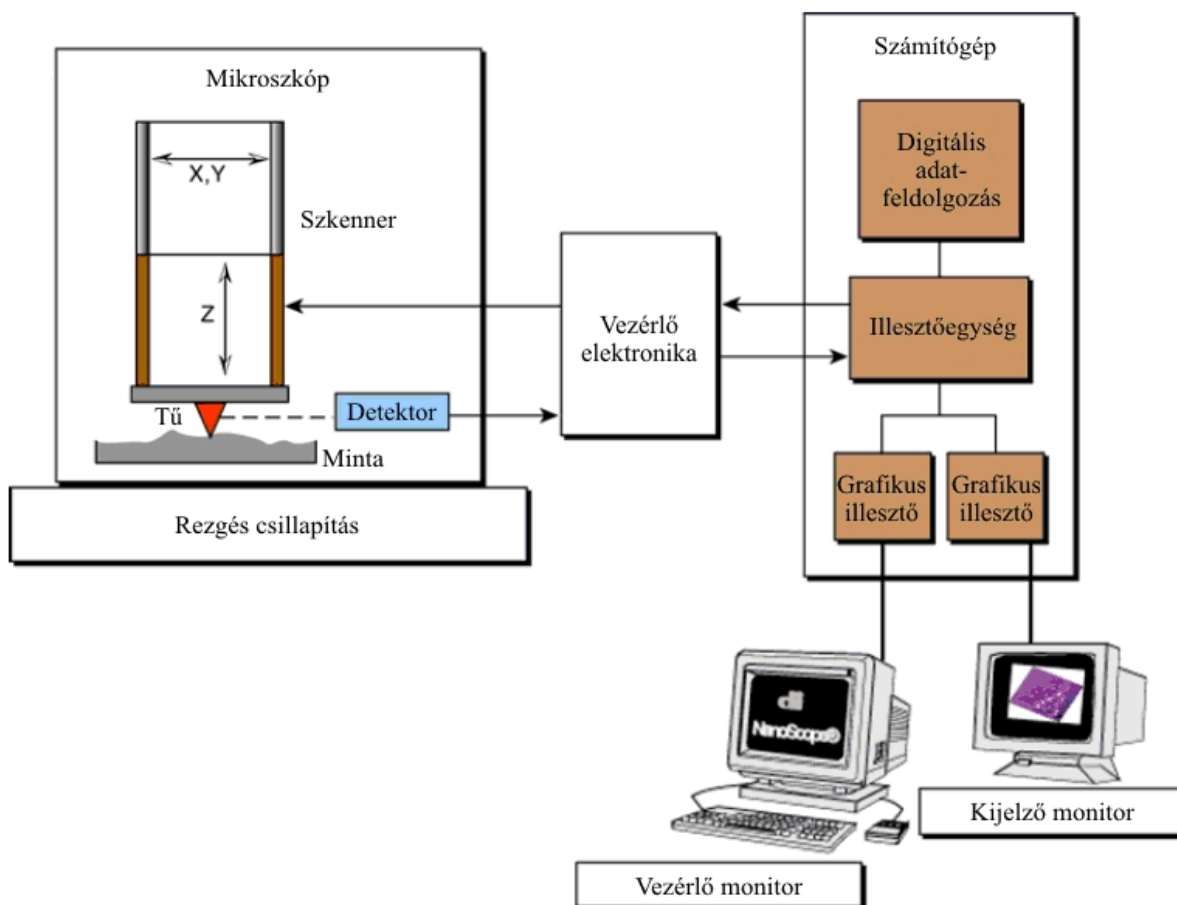 Mikroszkóp
X,Y
Szkenner
Z
Tű
Detektor
Minta
Rezgés csillapítás
Vezérlő
elektronika
Számítógép
Digitális
adat-
feldolgozás
Illesztőegység
Grafikus
illesztő
Grafikus
illesztő
di
NanoScope®
Kijelző monitor
Vezérlő monitor